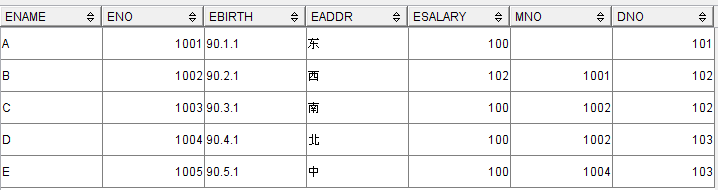 ENAME ENO EBIRTH EADDR ESALARY MNO DNO
A 1001 90.1.1 东 100 101
B 1002 90.2.1 西 102 1001 102
C 1003 90.3.1 南 100 1002 102
D 1004 90.4.1 北 100 1002 103
E 1005 90.5.1 中 100 1004 103